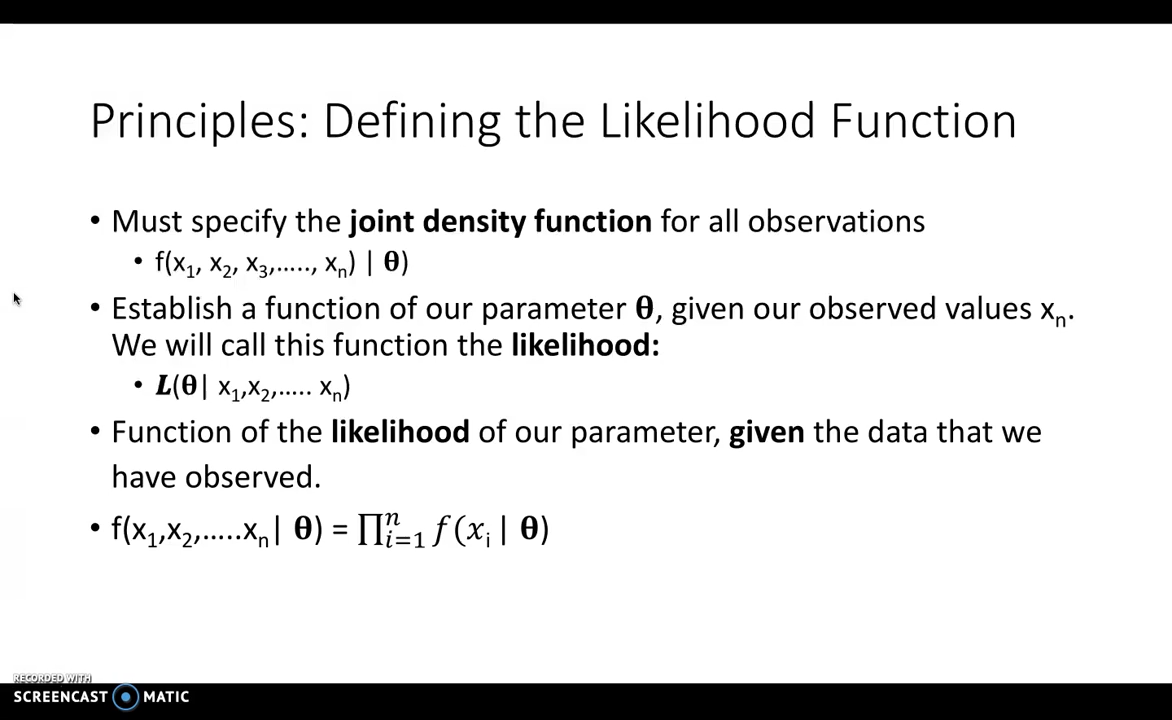 Principles: Defining the Likelihood Function
• Must specify the joint density function for all observations
• f(x₁, x₂, x₃,....., xₙ) | θ)
• Establish a function of our parameter θ, given our observed values xₙ.
We will call this function the likelihood:
• L(θ| x₁,x₂,..... xₙ)
• Function of the likelihood of our parameter, given the data that we
have observed.
• f(x₁,x₂,.....xₙ| θ) = ∏ⁿᵢ₌₁ f(xᵢ | θ)
RECORDED WITH
SCREENCAST MATIC